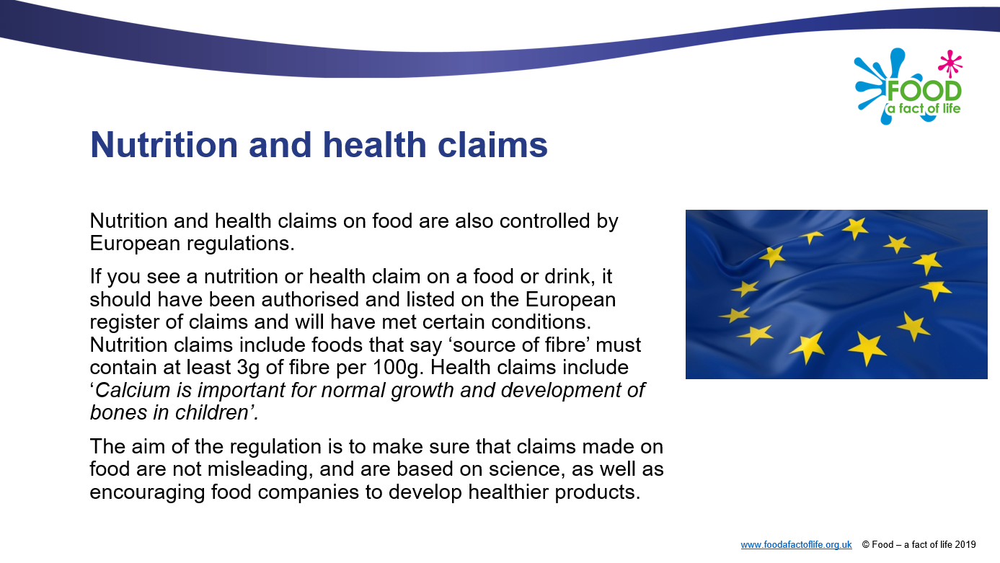 FOOD
a fact of life
Nutrition and health claims
Nutrition and health claims on food are also controlled by
European regulations.
If you see a nutrition or health claim on a food or drink, it
should have been authorised and listed on the European
register of claims and will have met certain conditions.
Nutrition claims include foods that say ‘source of fibre’ must
contain at least 3g of fibre per 100g. Health claims include
‘Calcium is important for normal growth and development of
bones in children’.
The aim of the regulation is to make sure that claims made on
food are not misleading, and are based on science, as well as
encouraging food companies to develop healthier products.
www.foodafactoflife.org.uk © Food – a fact of life 2019